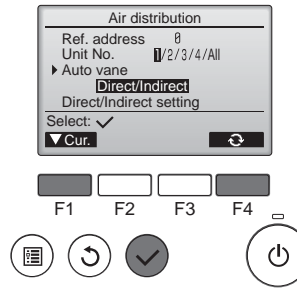 Air distribution
Ref. address 0
Unit No. 1/2/3/4/All
Auto vane
Direct/Indirect
Direct/Indirect setting
Select:
Cur.
F1 F2 F3 F4